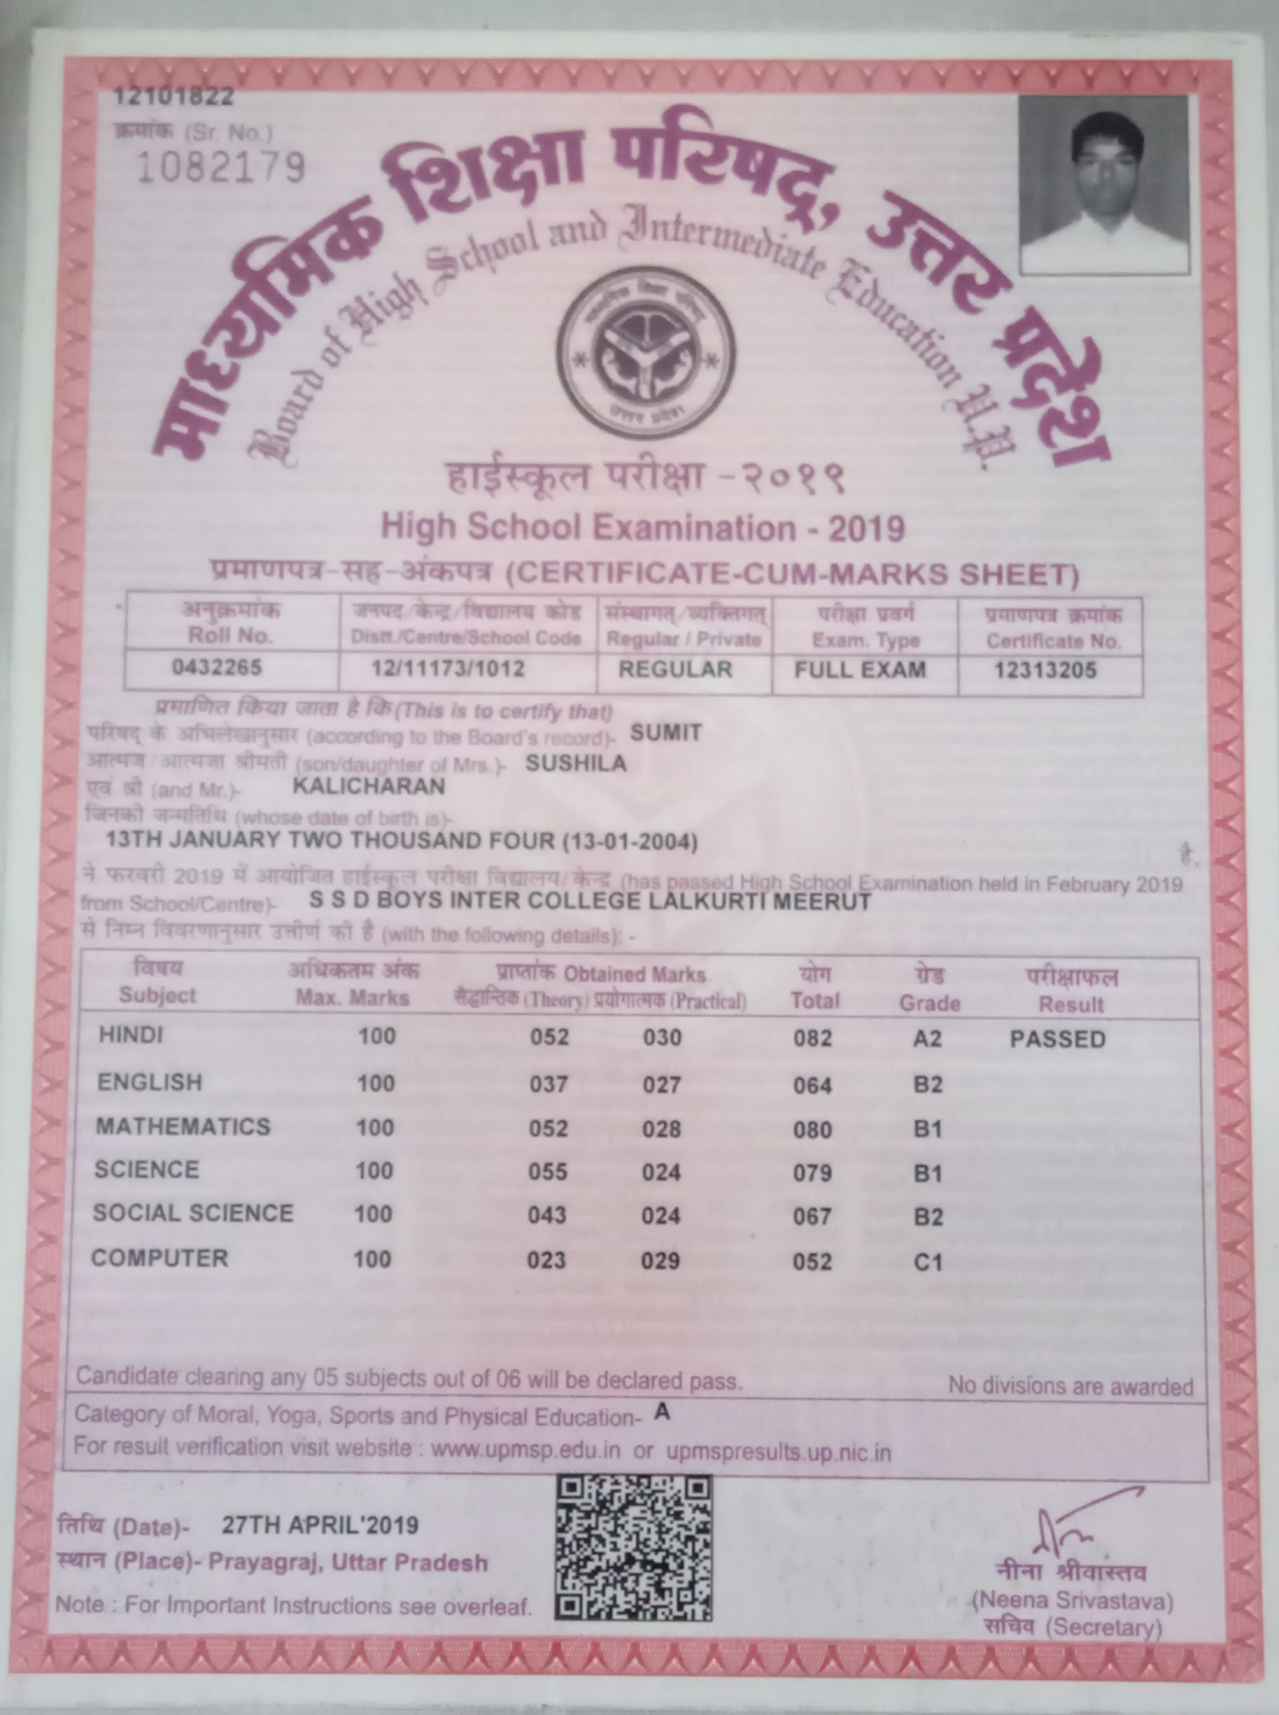 12101822
क्रमांक (Sr. No.)
1082179
माध्यमिक शिक्षा परिषद्, उत्तर प्रदेश
Board of High School and Intermediate Education U.P.
माध्यमिक शिक्षा परिषद्
उत्तर प्रदेश
हाईस्कूल परीक्षा -२०१९
High School Examination - 2019
प्रमाणपत्र-सह-अंकपत्र (CERTIFICATE-CUM-MARKS SHEET)
अनुक्रमांक जनपद/केन्द्र/विद्यालय कोड संस्थागत्/व्यक्तिगत् परीक्षा प्रवर्ग प्रमाणपत्र क्रमांक
Roll No. Distt./Centre/School Code Regular / Private Exam. Type Certificate No.
0432265 12/11173/1012 REGULAR FULL EXAM 12313205
प्रमाणित किया जाता है कि (This is to certify that)
परिषद् के अभिलेखानुसार (according to the Board's record)- SUMIT
आत्मज/आत्मजा श्रीमती (son/daughter of Mrs.)- SUSHILA
एवं श्री (and Mr.)- KALICHARAN
जिनकी जन्मतिथि (whose date of birth is)-
13TH JANUARY TWO THOUSAND FOUR (13-01-2004) है,
ने फरवरी 2019 में आयोजित हाईस्कूल परीक्षा विद्यालय/केन्द्र (has passed High School Examination held in February 2019
from School/Centre)- S S D BOYS INTER COLLEGE LALKURTI MEERUT
से निम्न विवरणानुसार उत्तीर्ण की है (with the following details): -
विषय अधिकतम अंक प्राप्तांक Obtained Marks योग ग्रेड परीक्षाफल
Subject Max. Marks सैद्धान्तिक (Theory) प्रयोगात्मक (Practical) Total Grade Result
HINDI 100 052 030 082 A2 PASSED
ENGLISH 100 037 027 064 B2
MATHEMATICS 100 052 028 080 B1
SCIENCE 100 055 024 079 B1
SOCIAL SCIENCE 100 043 024 067 B2
COMPUTER 100 023 029 052 C1
Candidate clearing any 05 subjects out of 06 will be declared pass. No divisions are awarded
Category of Moral, Yoga, Sports and Physical Education- A
For result verification visit website : www.upmsp.edu.in or upmspresults.up.nic.in
तिथि (Date)- 27TH APRIL'2019
स्थान (Place)- Prayagraj, Uttar Pradesh
Note : For Important Instructions see overleaf.
नीना श्रीवास्तव
(Neena Srivastava)
सचिव (Secretary)